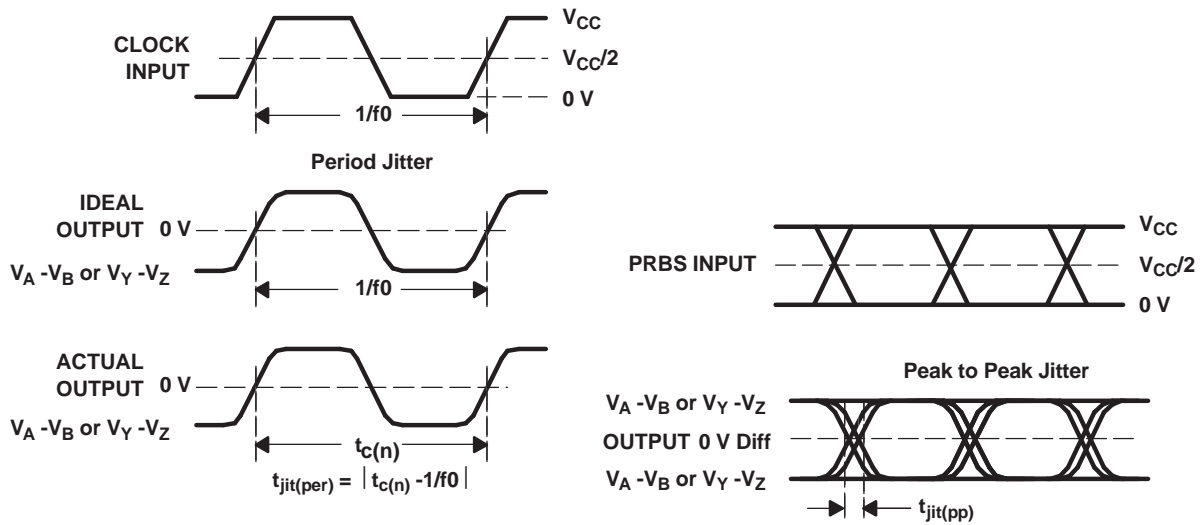 CLOCK
INPUT
V_CC
V_CC/2
0 V
1/f0
Period Jitter
IDEAL
OUTPUT 0 V
V_A -V_B or V_Y -V_Z
1/f0
ACTUAL
OUTPUT 0 V
V_A -V_B or V_Y -V_Z
t_c(n)
t_jit(per) = | t_c(n) -1/f0 |
PRBS INPUT
V_CC
V_CC/2
0 V
Peak to Peak Jitter
V_A -V_B or V_Y -V_Z
OUTPUT 0 V Diff
V_A -V_B or V_Y -V_Z
t_jit(pp)